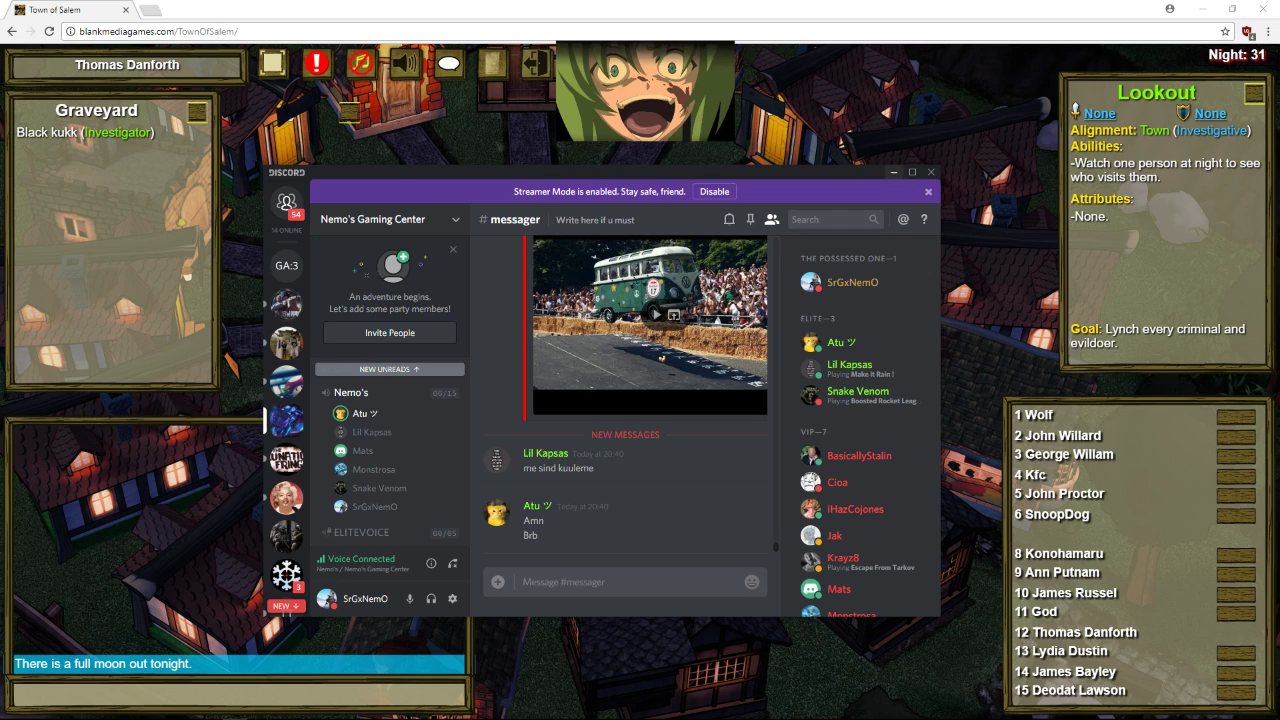 Town of Salem
blankmediagames.com/TownOfSalem/
Thomas Danforth
Night: 31
Graveyard
Black kukk (Investigator)
Lookout
None
None
Alignment: Town (Investigative)
Abilities:
-Watch one person at night to see
who visits them.
Attributes:
-None.
Goal: Lynch every criminal and
evildoer.
DISCORD
54
14 ONLINE
GA:3
3
NEW ↓
Streamer Mode is enabled. Stay safe, friend.
Disable
Nemo's Gaming Center
# messager
Write here if u must
Search
An adventure begins.
Let's add some party members!
Invite People
NEW UNREADS ↑
Nemo's
06/15
Atu ツ
Lil Kapsas
Mats
Monstrosa
Snake Venom
SrGxNemO
ELITEVOICE
00/05
Voice Connected
Nemo's / Nemo's Gaming Center
SrGxNemO
17
NEW MESSAGES
Lil Kapsas Today at 20:40
me sind kuuleme
Atu ツ Today at 20:40
Amn
Brb
Message #messager
THE POSSESSED ONE—1
SrGxNemO
ELITE—3
Atu ツ
Lil Kapsas
Playing Make It Rain !
Snake Venom
Playing Boosted Rocket Leag...
VIP—7
BasicallyStalin
Cioa
iHazCojones
Jak
Krayz8
Playing Escape From Tarkov
Mats
Monstrosa
There is a full moon out tonight.
1 Wolf
2 John Willard
3 George Willam
4 Kfc
5 John Proctor
6 SnoopDog
8 Konohamaru
9 Ann Putnam
10 James Russel
11 God
12 Thomas Danforth
13 Lydia Dustin
14 James Bayley
15 Deodat Lawson